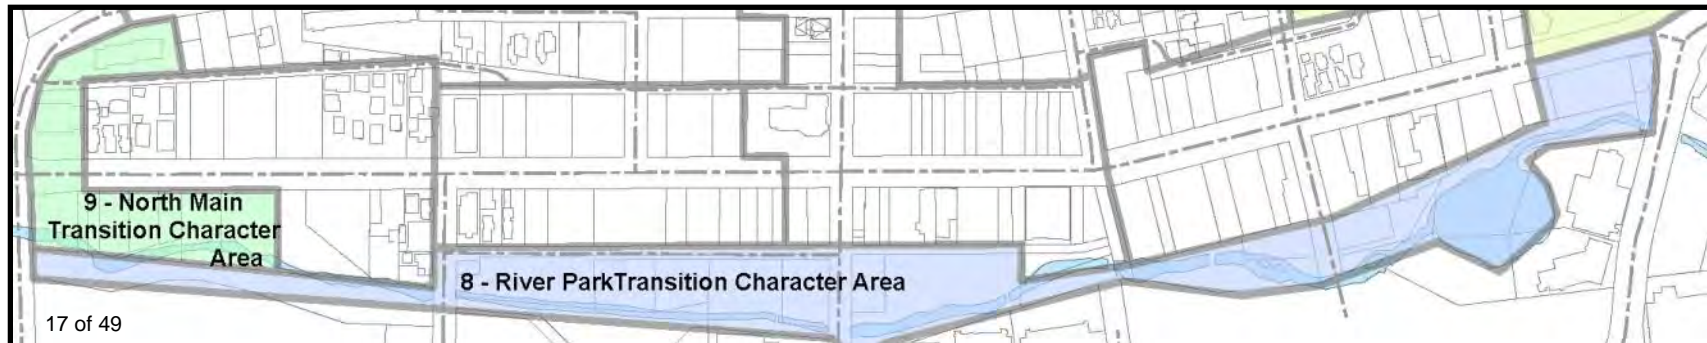 9 - North Main
Transition Character
Area
8 - River ParkTransition Character Area
17 of 49